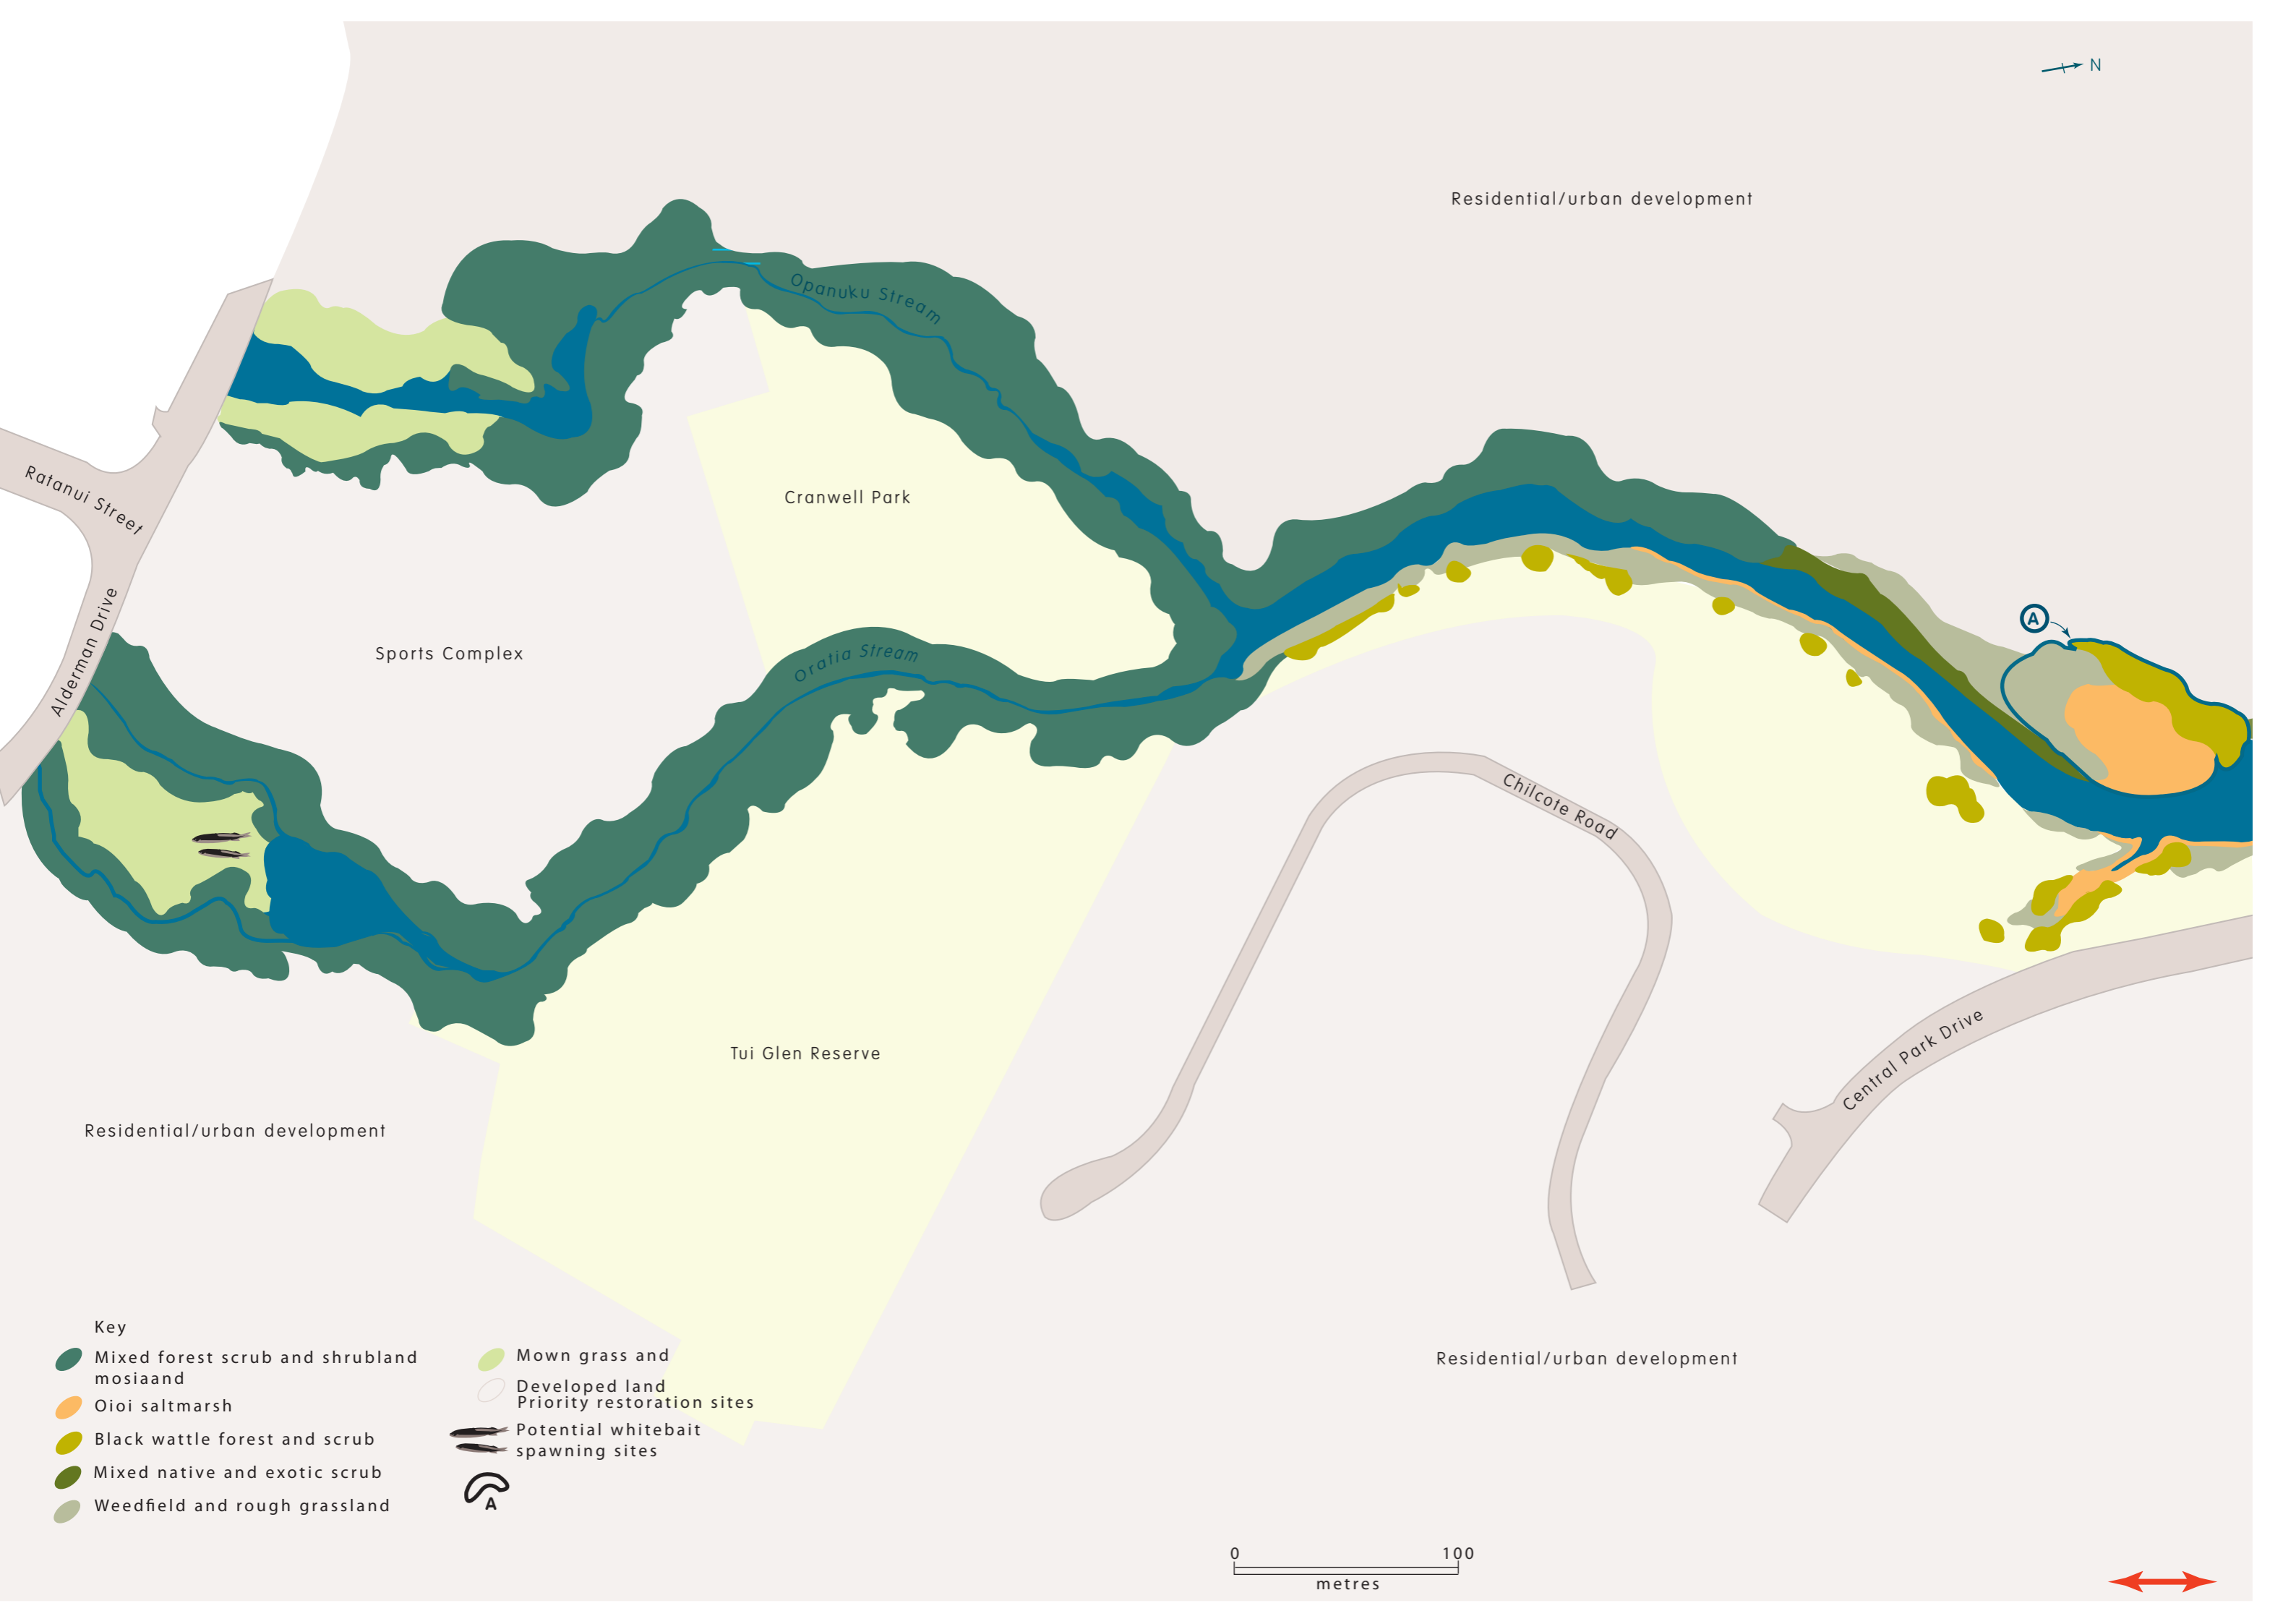 N
Residential/urban development
Opanuku Stream
Ratanui Street
Cranwell Park
A
Alderman Drive
Sports Complex
Oratia Stream
Chilcote Road
Central Park Drive
Tui Glen Reserve
Residential/urban development
Residential/urban development
Key
Mixed forest scrub and shrubland
mosiaand
Oioi saltmarsh
Black wattle forest and scrub
Mixed native and exotic scrub
Weedfield and rough grassland
Mown grass and
Developed land
Priority restoration sites
Potential whitebait
spawning sites
A
0 100
metres